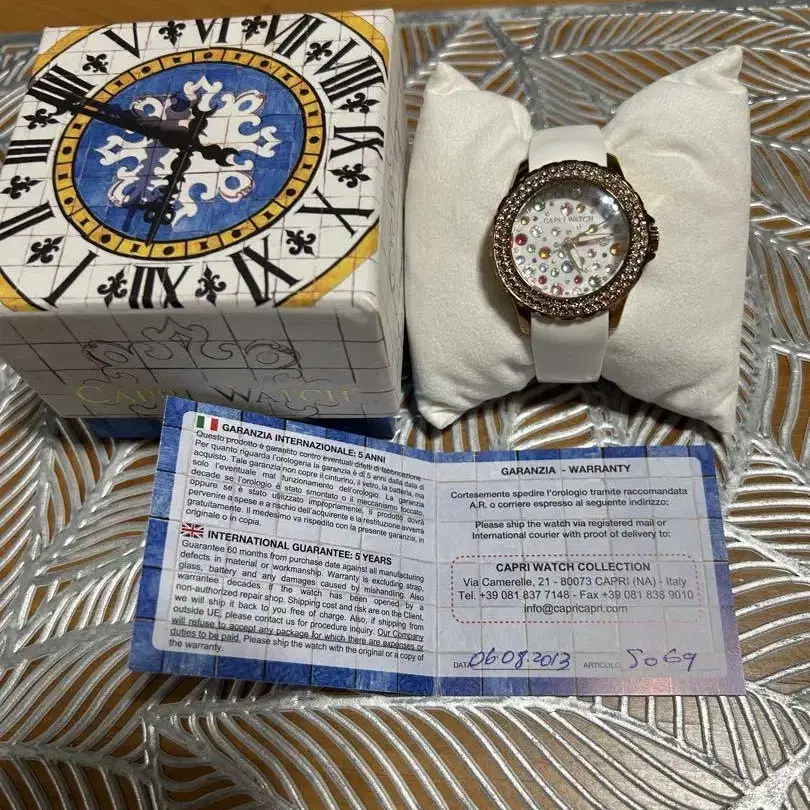 CAPRI WATCH
CAPRI WATCH
GARANZIA INTERNAZIONALE: 5 ANNI
Questo prodotto è garantito contro eventuali difetti di fabbricazione.
Per quanto riguarda l'orologeria la garanzia è di 5 anni dalla data di
acquisto. Tale garanzia non copre il cinturino, il vetro, la batteria, ma
solo l'eventuale mal funzionamento dell'orologio. La garanzia
decade se l'orologio è stato smontato o il meccanismo toccato,
oppure se è stato utilizzato impropriamente, il prodotto dovrà
pervenire a spese e a rischio dell'acquirente e la restituzione avverrà
gratuitamente. Il medesimo va rispedito con la presente garanzia, in
originale o in copia.
INTERNATIONAL GUARANTEE: 5 YEARS
Guarantee 60 months from purchase date against all manufacturing
defects in material or workmanship. Warranty is excluding strap,
glass, battery and any damages caused by mishandling. Also
warrantee decades if the watch has been opened by a
non-authorized repair shop. Shipping cost and risk are on the Client,
we will ship it back to you free of charge. Also, if shipping from
outside UE, please contact us for procedure inquiry. Our Company
will refuse to accept any package for which there are expenses or
duties to be paid. Please ship the watch with the original or a copy of
the warranty.
GARANZIA - WARRANTY
Cortesemente spedire l'orologio tramite raccomandata
A.R. o corriere espresso al seguente indirizzo:
Please ship the watch via registered mail or
International courier with proof of delivery to:
CAPRI WATCH COLLECTION
Via Camerelle, 21 - 80073 CAPRI (NA) - Italy
Tel. +39 081 837 7148 - Fax +39 081 838 9010
info@capricapri.com
DATA 06.08.2013 ARTICOLO 5069